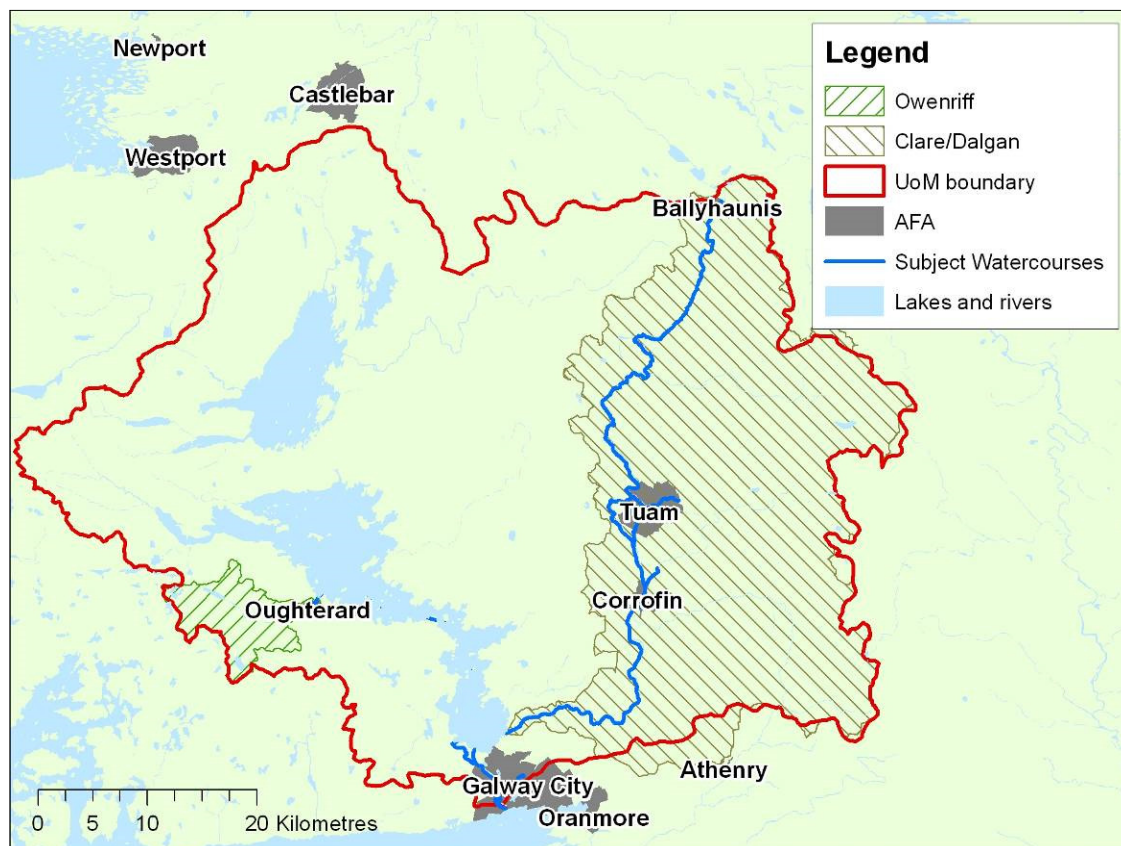 Newport
Castlebar
Westport
Ballyhaunis
Tuam
Corrofin
Oughterard
Athenry
Galway City
Oranmore
0 5 10 20 Kilometres
Legend
Owenriff
Clare/Dalgan
UoM boundary
AFA
Subject Watercourses
Lakes and rivers